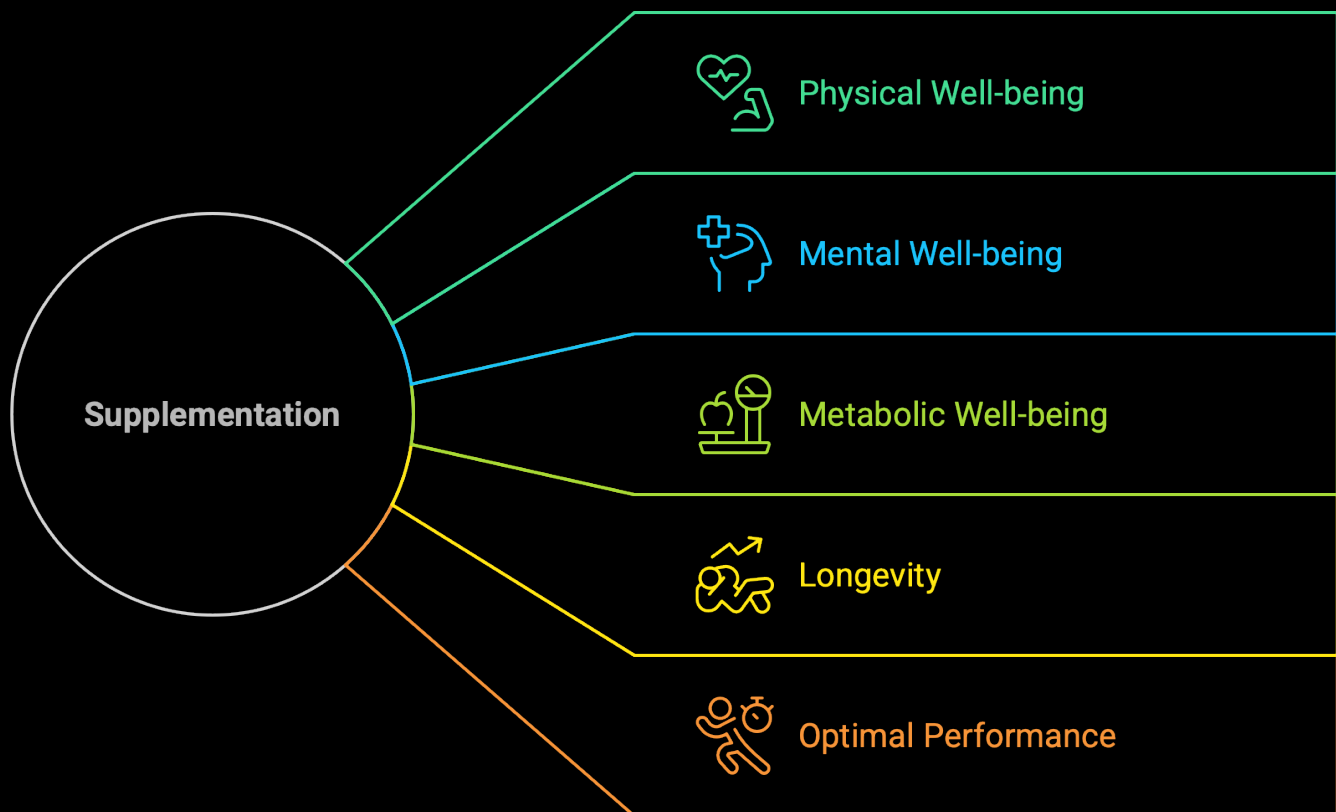 Physical Well-being
Mental Well-being
Supplementation
Metabolic Well-being
Longevity
Optimal Performance